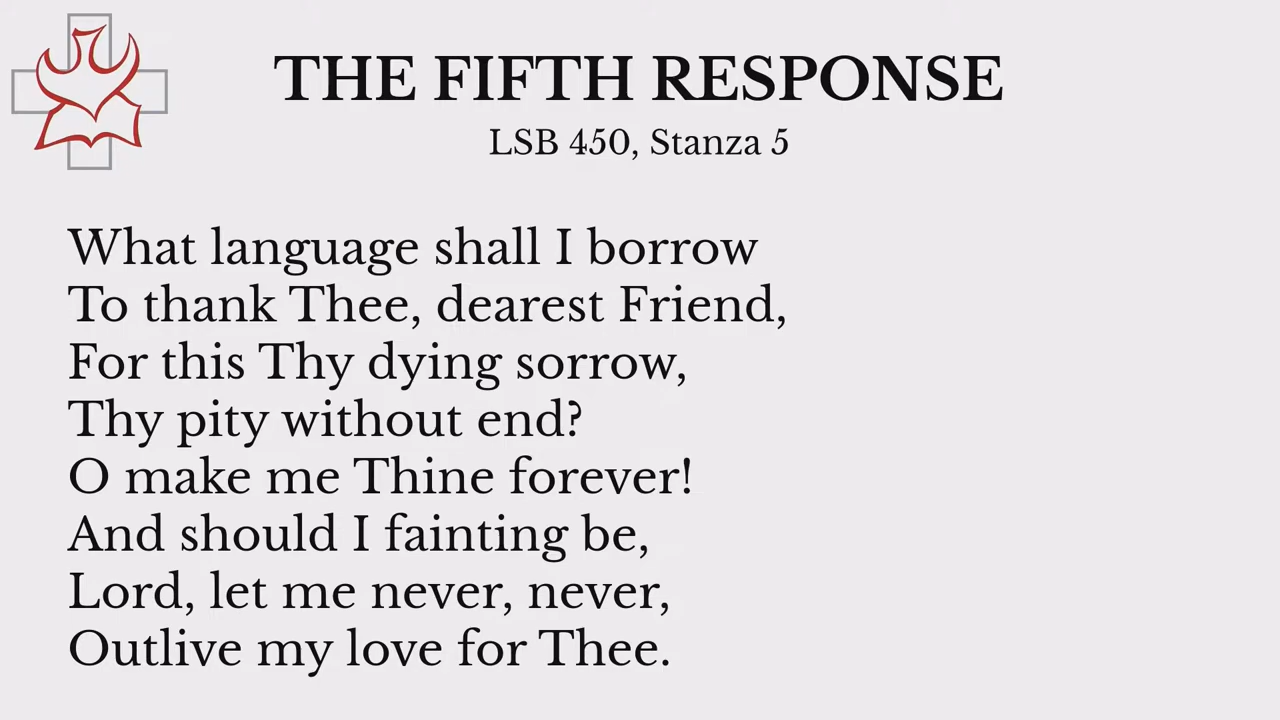 THE FIFTH RESPONSE
LSB 450, Stanza 5
What language shall I borrow
To thank Thee, dearest Friend,
For this Thy dying sorrow,
Thy pity without end?
O make me Thine forever!
And should I fainting be,
Lord, let me never, never,
Outlive my love for Thee.